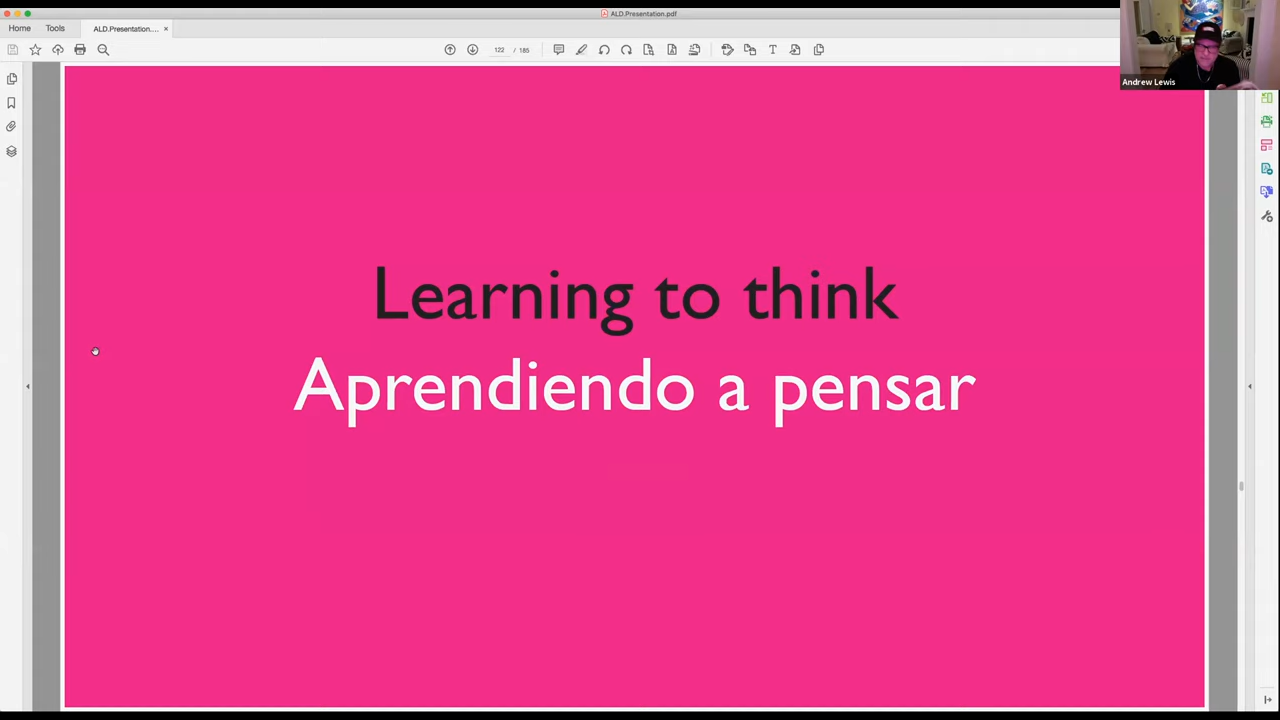 ALD.Presentation.pdf
Home
Tools
ALD.Presentation.... ×
122 / 185
Andrew Lewis
Learning to think
Aprendiendo a pensar